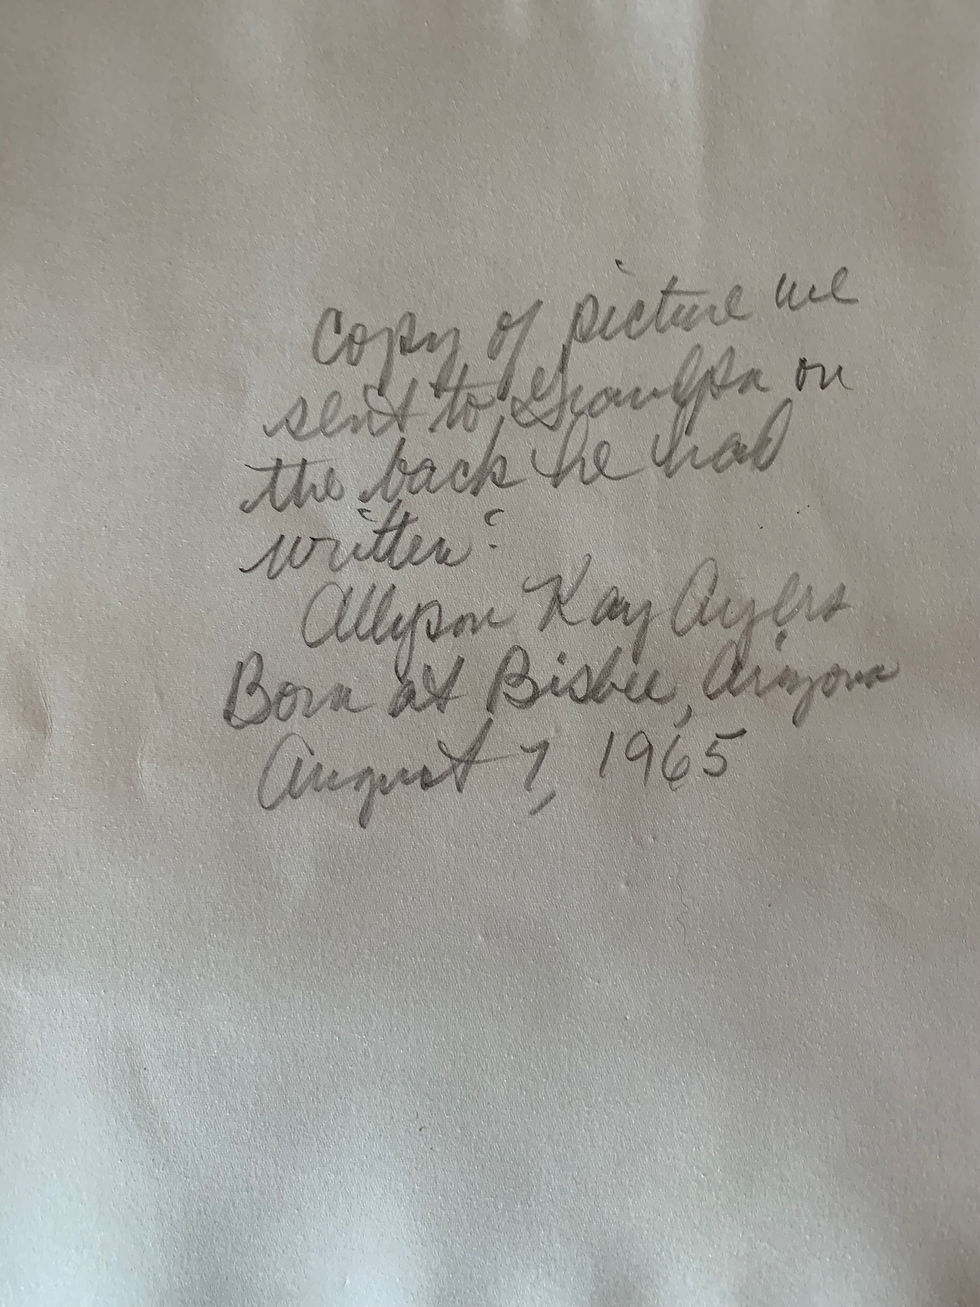 Copy of picture we
sent to Grandpa on
the back he had
written:
Allyson Kay Ayers
Born at Bisbee, Arizona
August 7, 1965